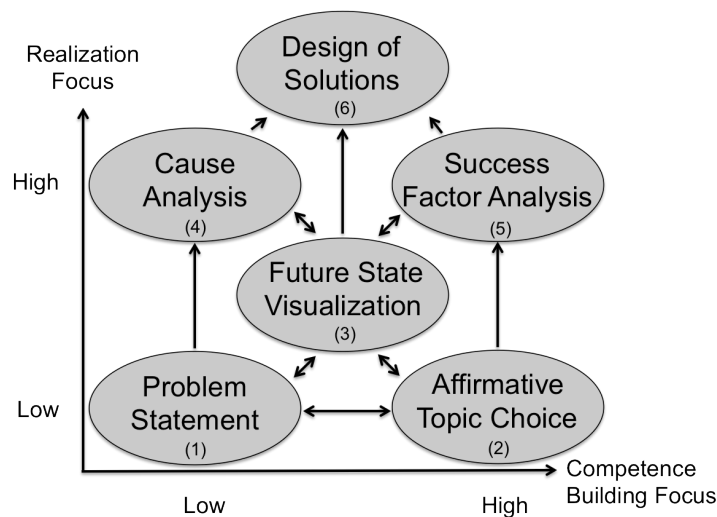 Realization
Focus
Design of
Solutions
(6)
High
Cause
Analysis
(4)
Success
Factor Analysis
(5)
Future State
Visualization
(3)
Low
Problem
Statement
(1)
Affirmative
Topic Choice
(2)
Competence
Building Focus
Low
High